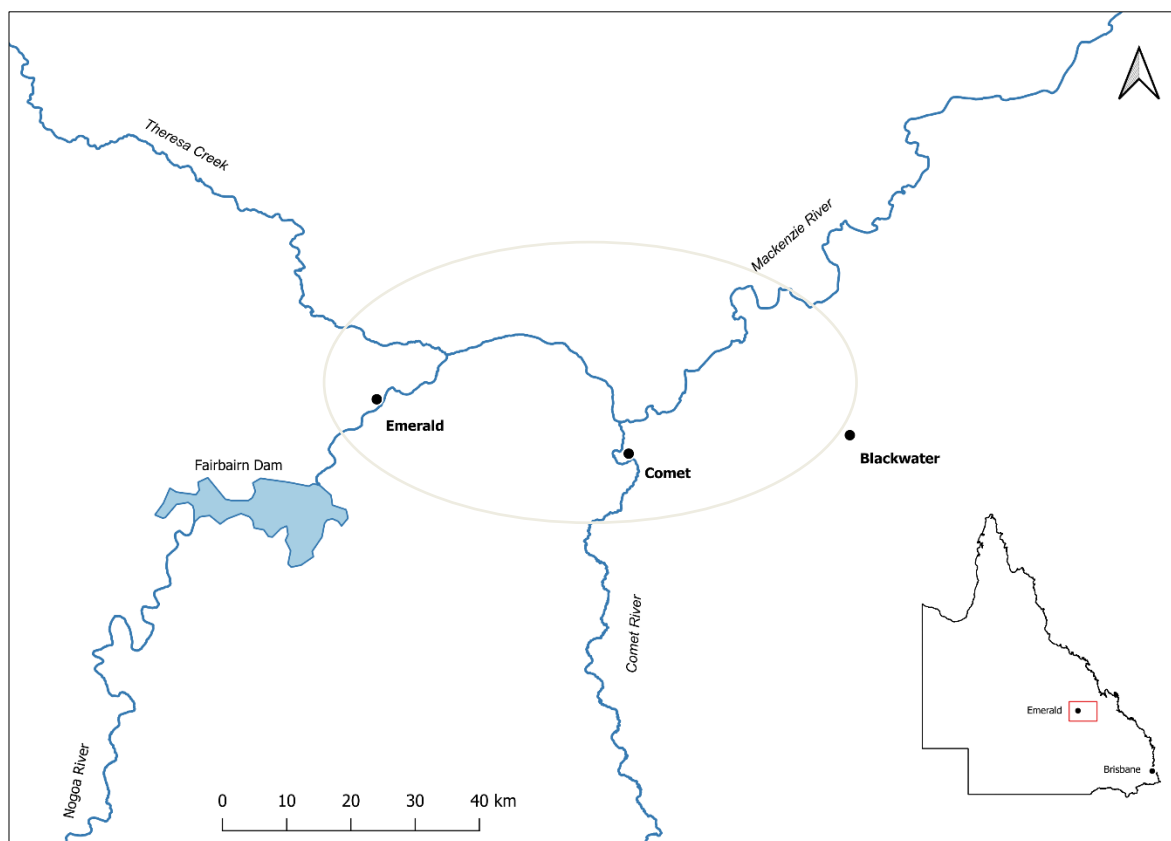 Theresa Creek
Mackenzie River
Emerald
Blackwater
Fairbairn Dam
Comet
Comet River
Nogoa River
0 10 20 30 40 km
Emerald
Brisbane